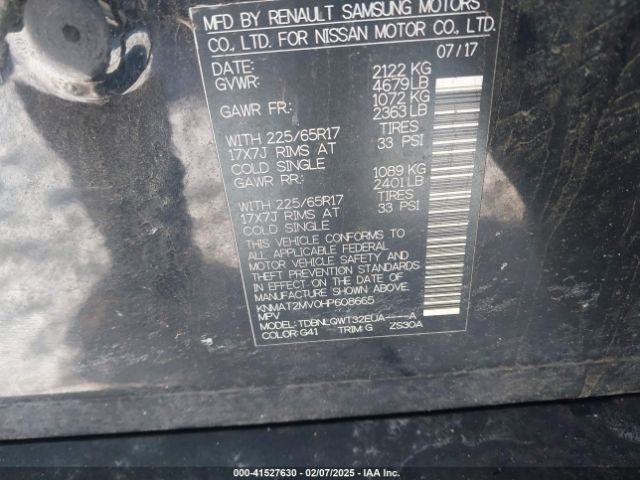 MFD BY RENAULT SAMSUNG MOTORS
CO., LTD. FOR NISSAN MOTOR CO., LTD.
DATE: 07/17
GVWR: 2122 KG
4679 LB
GAWR FR: 1072 KG
2363 LB
WITH 225/65R17 TIRES
17X7J RIMS AT 33 PSI
COLD SINGLE
GAWR RR: 1089 KG
2401 LB
WITH 225/65R17 TIRES
17X7J RIMS AT 33 PSI
COLD SINGLE
THIS VEHICLE CONFORMS TO
ALL APPLICABLE FEDERAL
MOTOR VEHICLE SAFETY AND
THEFT PREVENTION STANDARDS
IN EFFECT ON THE DATE OF
MANUFACTURE SHOWN ABOVE.
KNMAT2MV0HP608665
MPV
MODEL: TDBNLQWT32EUA----A
COLOR: G41 TRIM: G ZS30A
000-41527630 - 02/07/2025 - IAA Inc.